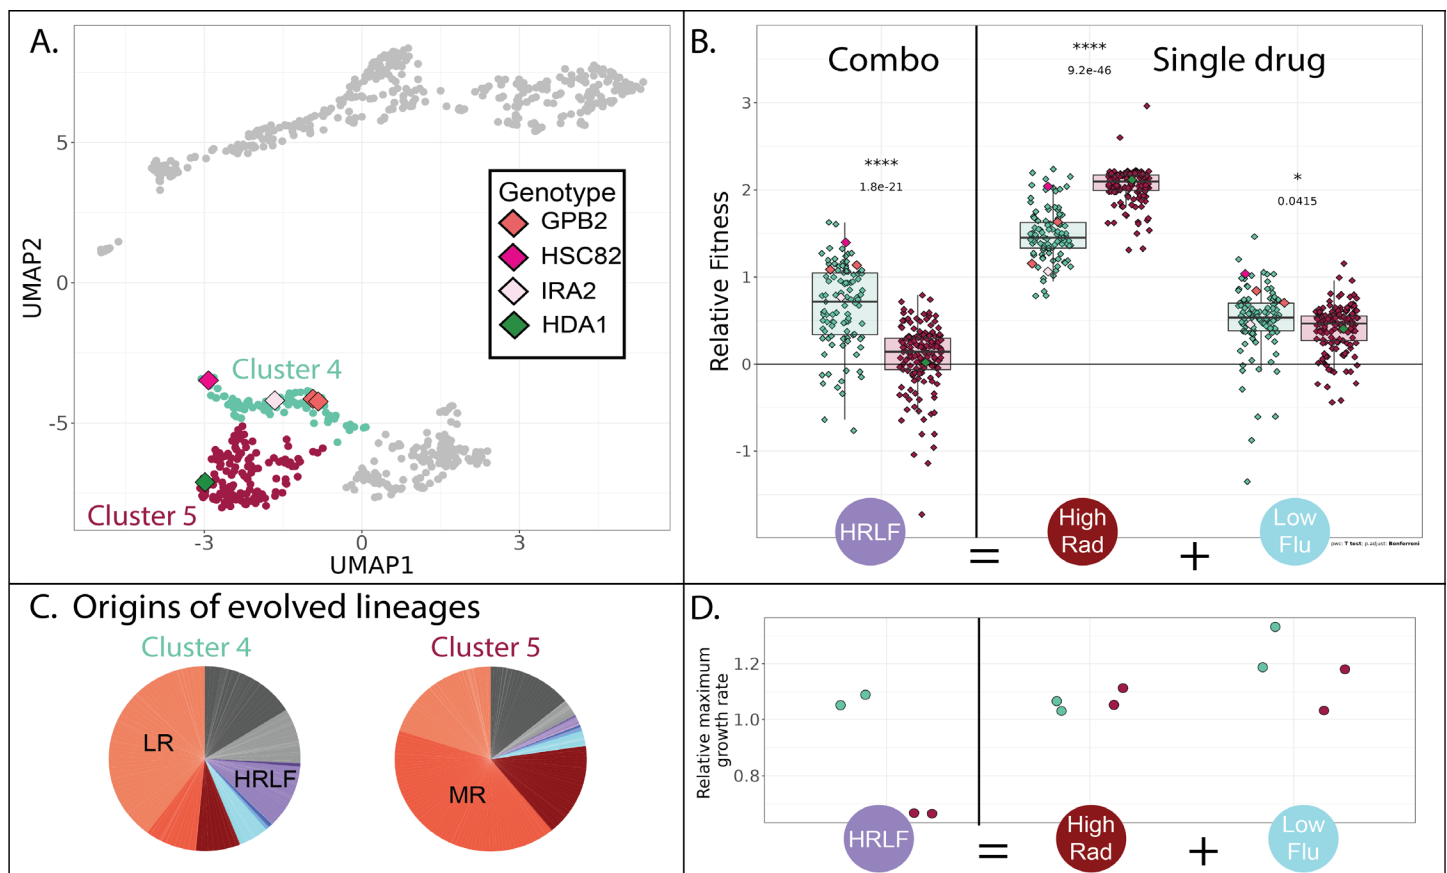 A.
UMAP2
5
0
-5
-3
0
3
UMAP1
Genotype
GPB2
HSC82
IRA2
HDA1
Cluster 4
Cluster 5
B.
Combo
Single drug
Relative Fitness
3
2
1
0
-1
****
1.8e-21
****
9.2e-46
*
0.0415
HRLF
=
High
Rad
+
Low
Flu
pwc: T test; p.adjust: Bonferroni
C. Origins of evolved lineages
Cluster 4
Cluster 5
LR
HRLF
MR
D.
Relative maximum
growth rate
1.2
1.0
0.8
HRLF
=
High
Rad
+
Low
Flu